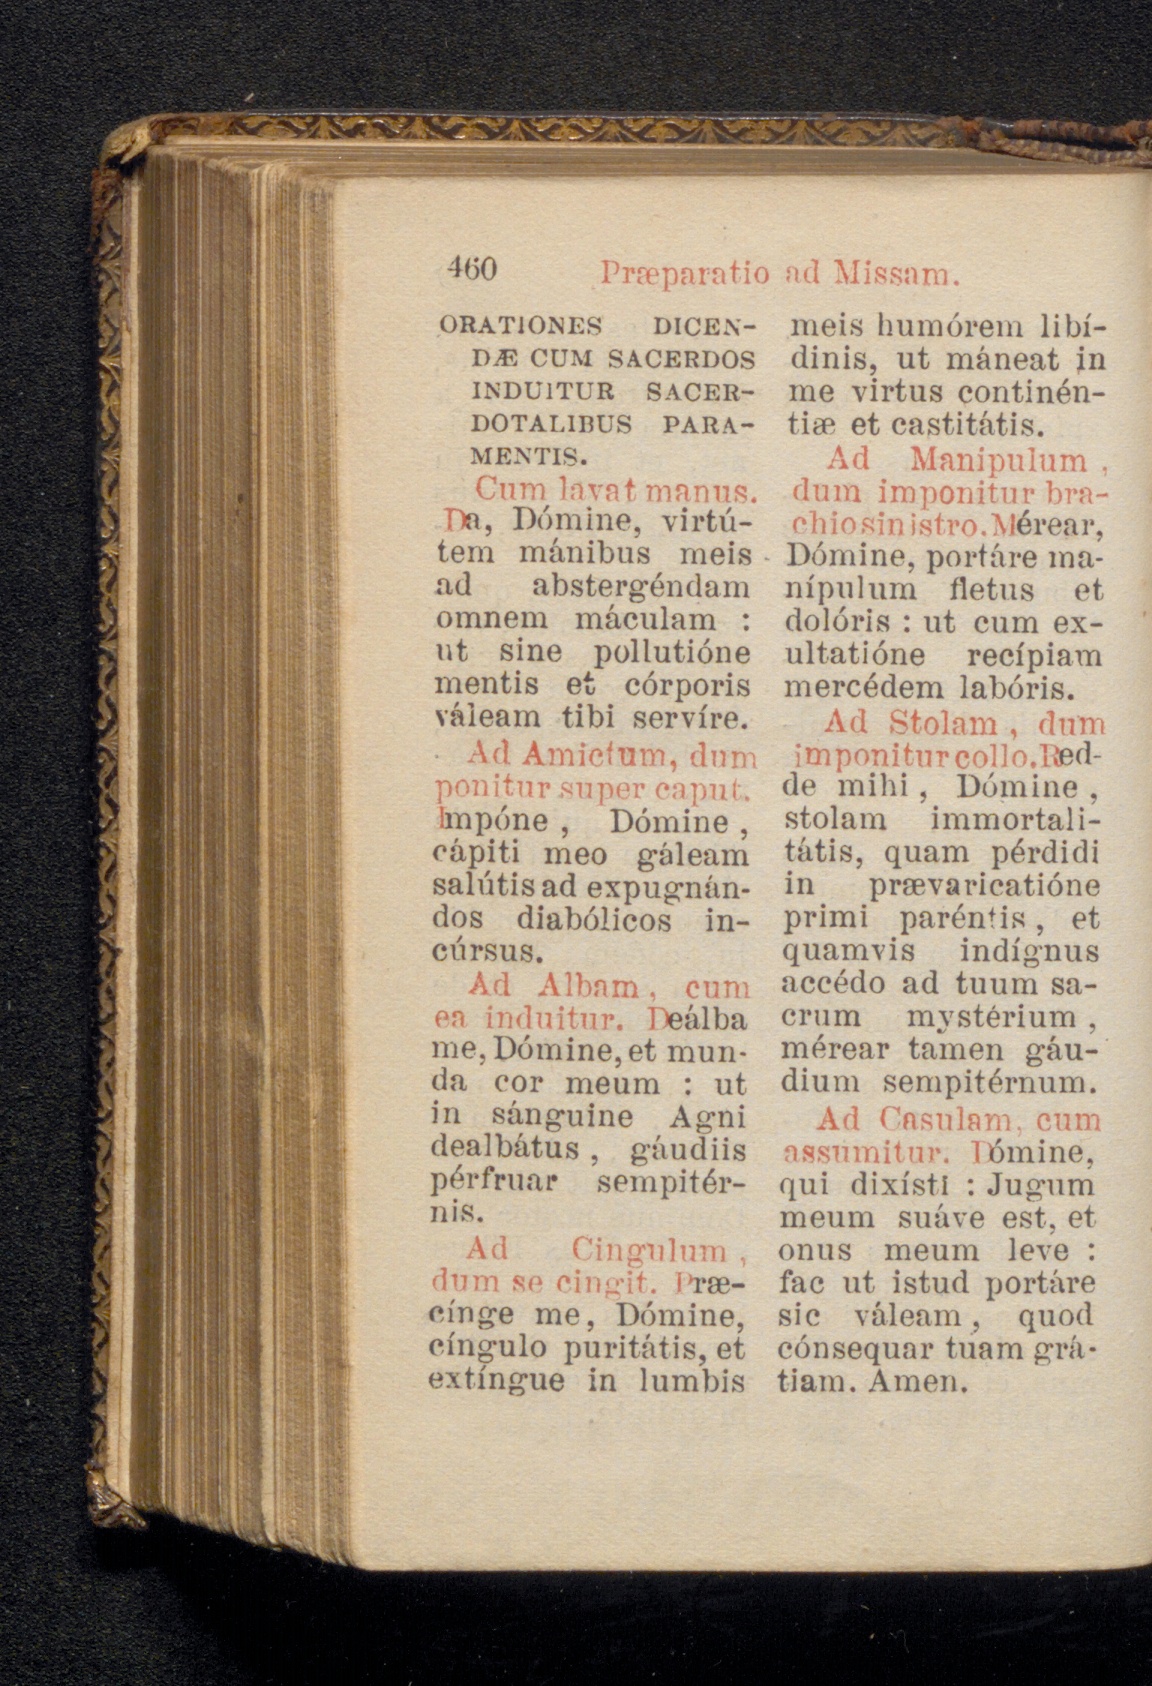 460 Præparatio ad Missam.
ORATIONES DICEN-
DÆ CUM SACERDOS
INDUITUR SACER-
DOTALIBUS PARA-
MENTIS.
Cum lavat manus.
Da, Dómine, virtú-
tem mánibus meis
ad abstergéndam
omnem máculam :
ut sine pollutióne
mentis et córporis
váleam tibi servíre.
Ad Amictum, dum
ponitur super caput.
Impóne, Dómine,
cápiti meo gáleam
salútis ad expugnán-
dos diabólicos in-
cúrsus.
Ad Albam, cum
ea induitur. Deálba
me, Dómine, et mun-
da cor meum : ut
in sánguine Agni
dealbátus, gáudiis
pérfruar sempitér-
nis.
Ad Cingulum,
dum se cingit. Præ-
cínge me, Dómine,
cíngulo puritátis, et
extíngue in lumbis
meis humórem libí-
dinis, ut máneat in
me virtus continén-
tiæ et castitátis.
Ad Manipulum,
dum imponitur bra-
chio sinistro. Mérear,
Dómine, portáre ma-
nípulum fletus et
dolóris : ut cum ex-
ultatióne recípiam
mercédem labóris.
Ad Stolam, dum
imponitur collo. Red-
de mihi, Dómine,
stolam immortali-
tátis, quam pérdidi
in prævaricatióne
primi paréntis, et
quamvis indígnus
accédo ad tuum sa-
crum mystérium,
mérear tamen gáu-
dium sempitérnum.
Ad Casulam, cum
assumitur. Dómine,
qui dixísti : Jugum
meum suáve est, et
onus meum leve :
fac ut istud portáre
sic váleam, quod
cónsequar tuam grá-
tiam. Amen.